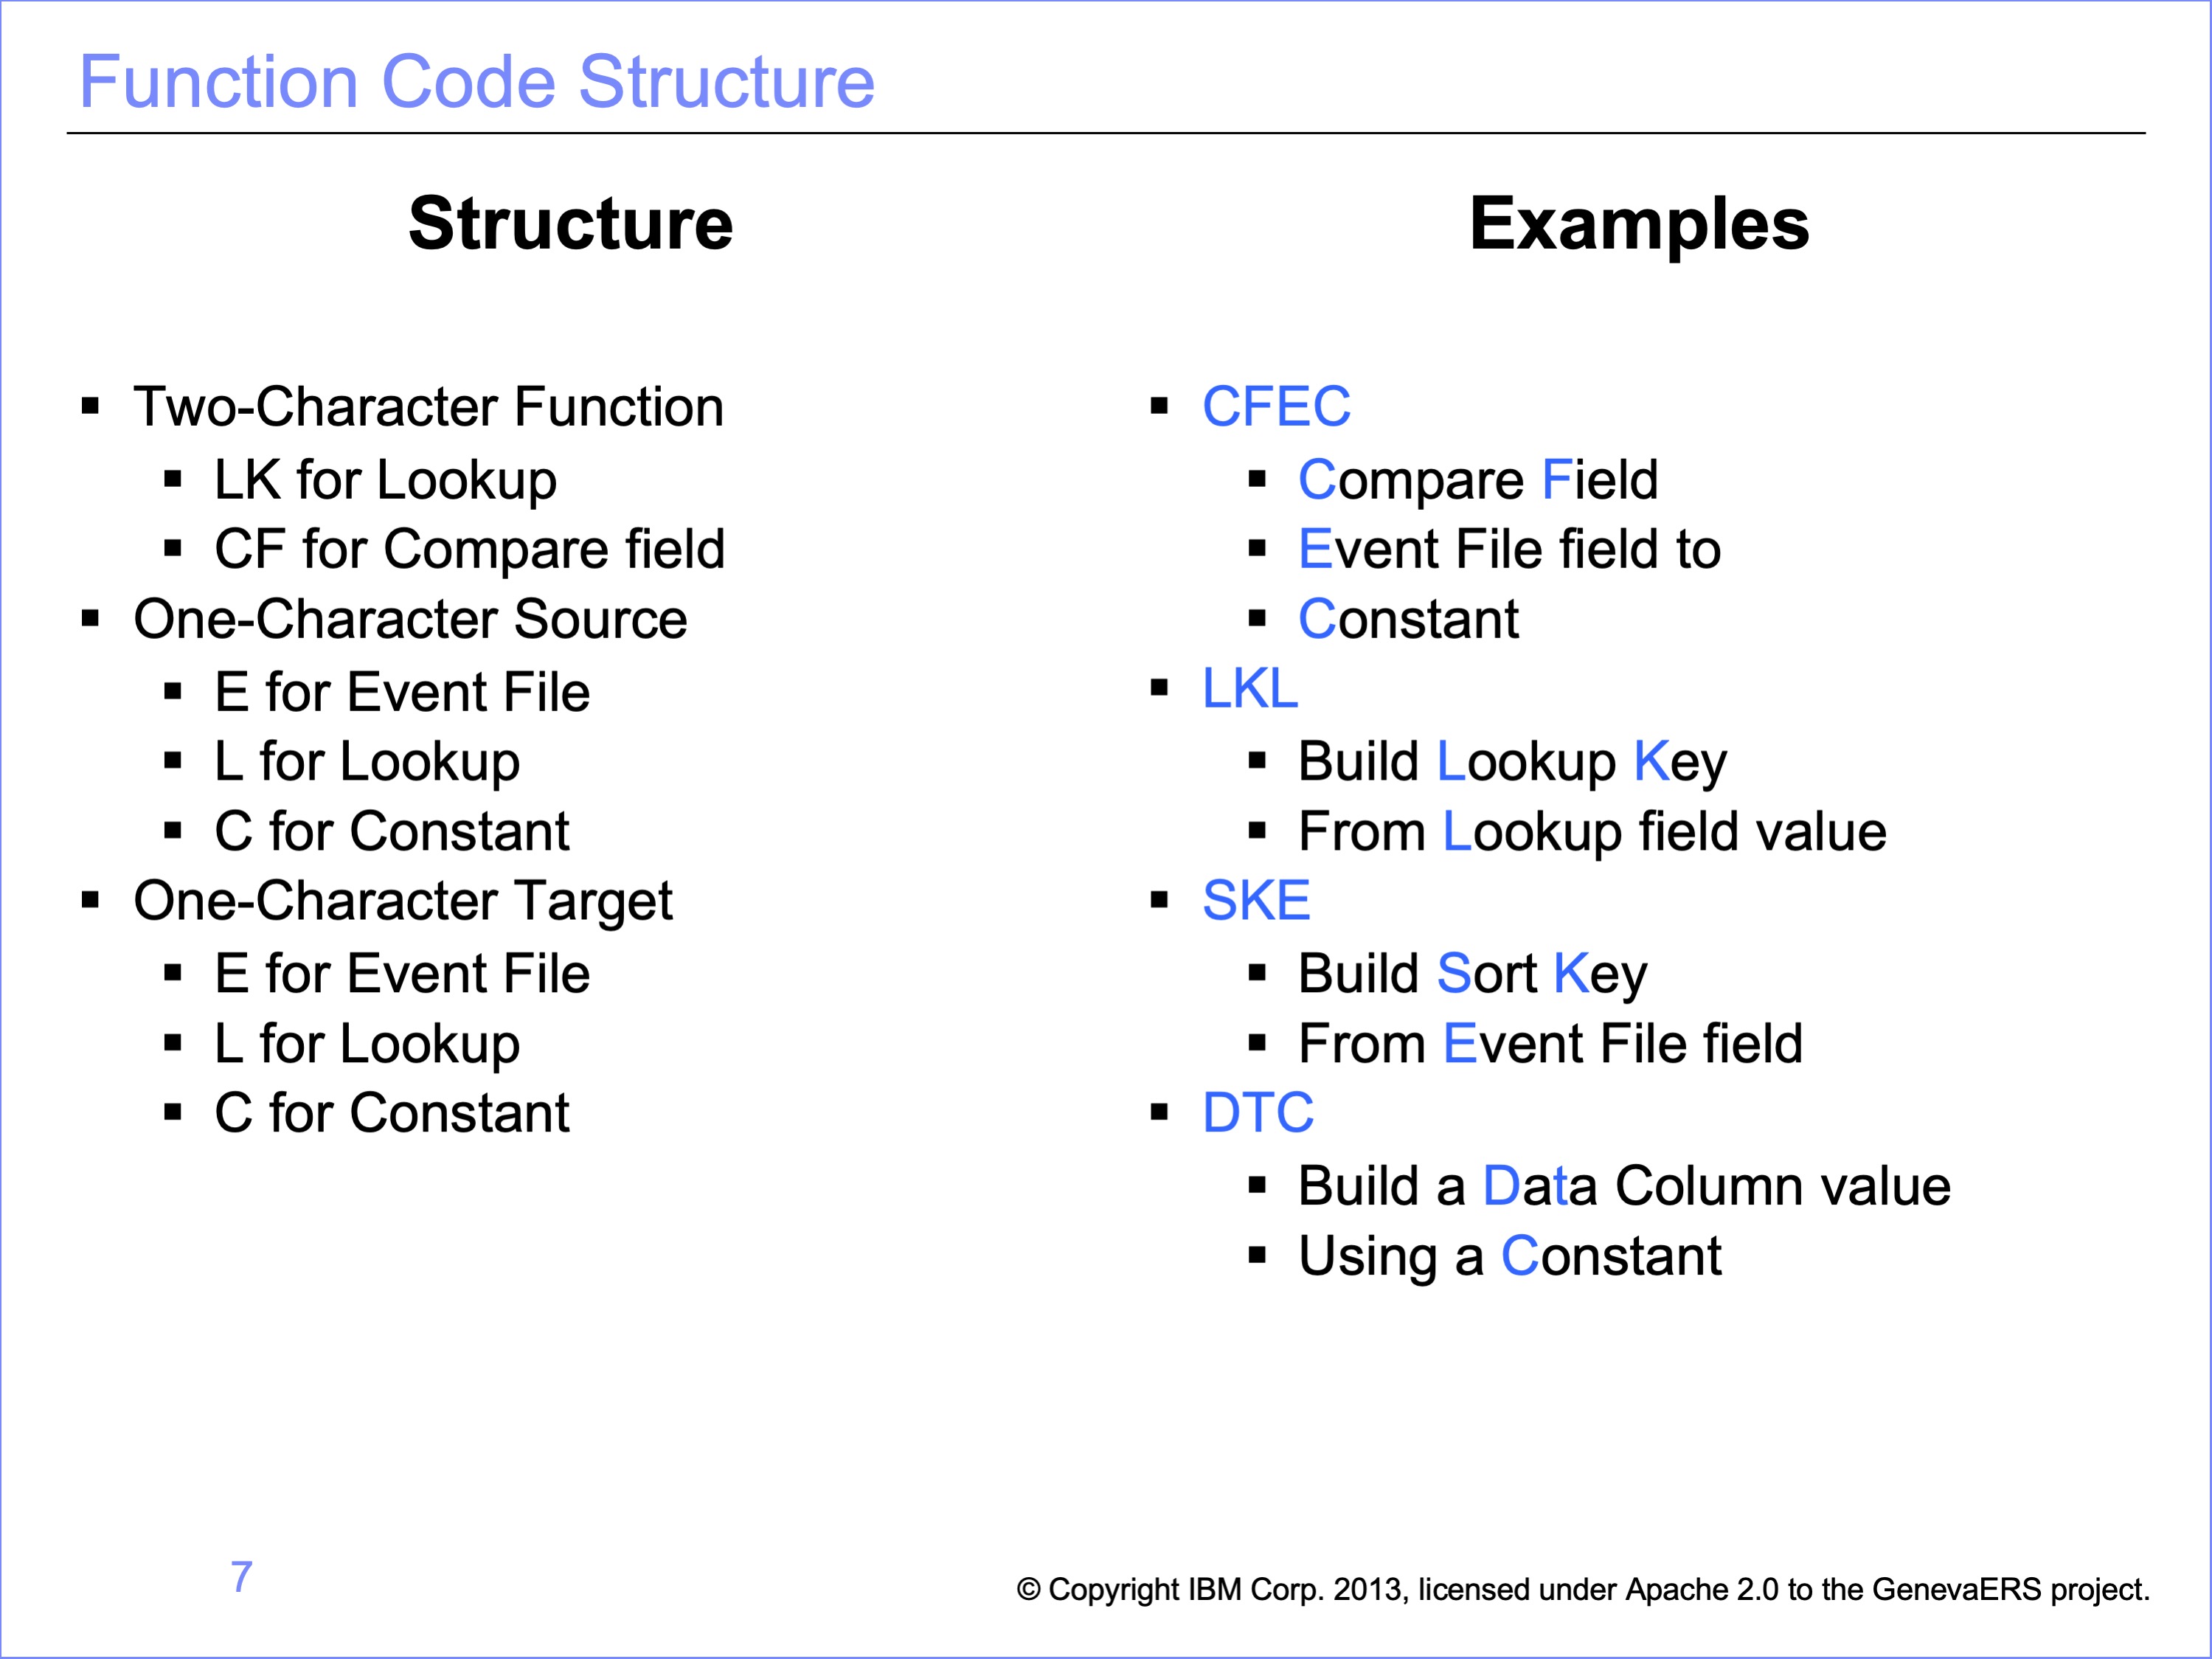 Function Code Structure
Structure
Two-Character Function
LK for Lookup
CF for Compare field
One-Character Source
E for Event File
L for Lookup
C for Constant
One-Character Target
E for Event File
L for Lookup
C for Constant
Examples
CFEC
Compare Field
Event File field to
Constant
LKL
Build Lookup Key
From Lookup field value
SKE
Build Sort Key
From Event File field
DTC
Build a Data Column value
Using a Constant
7
© Copyright IBM Corp. 2013, licensed under Apache 2.0 to the GenevaERS project.